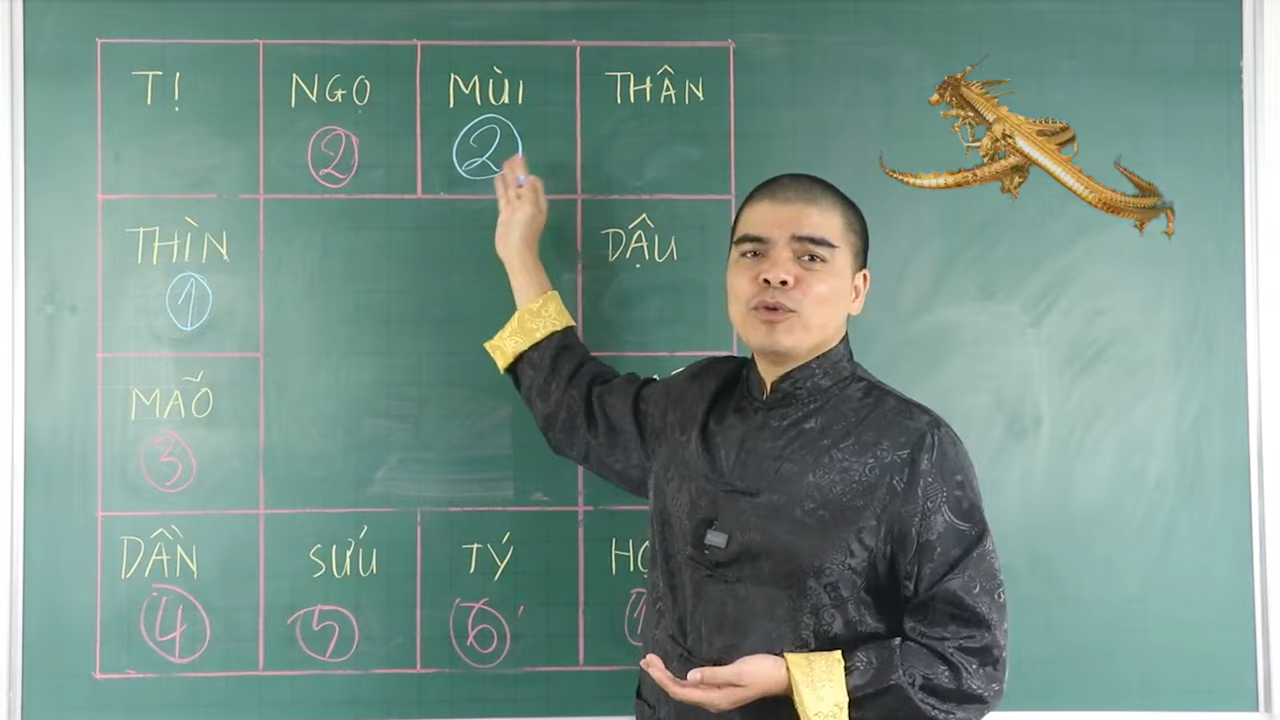 TỊ NGỌ MÙI THÂN
② ②
THÌN DẬU
①
MÃO
③
DẦN SỬU TÝ
④ ⑤ ⑥